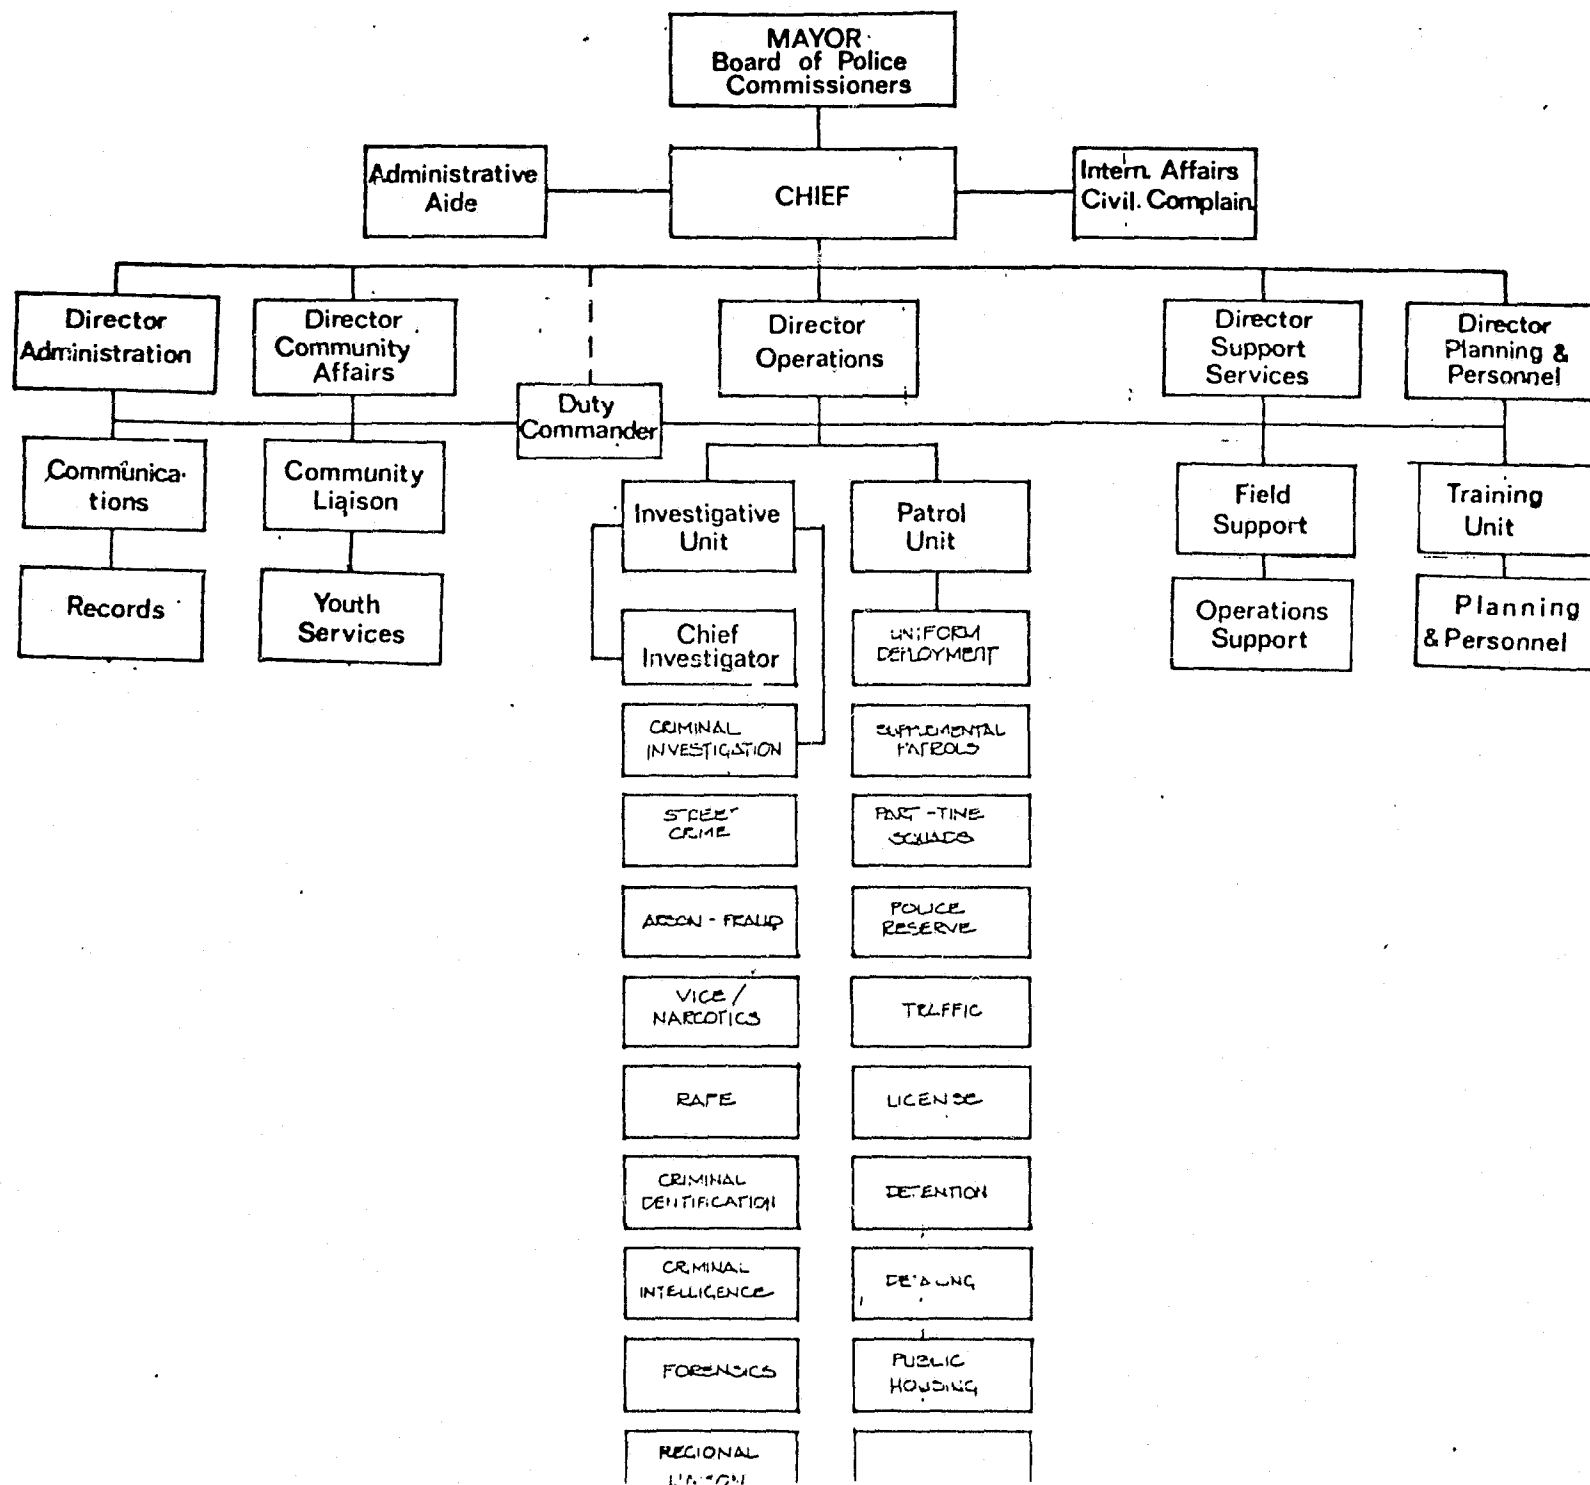 MAYOR
Board of Police
Commissioners
Administrative
Aide
CHIEF
Intern. Affairs
Civil. Complain.
Director
Administration
Director
Community
Affairs
Director
Operations
Director
Support
Services
Director
Planning &
Personnel
Duty
Commander
Communica-
tions
Community
Liaison
Investigative
Unit
Patrol
Unit
Field
Support
Training
Unit
Records
Youth
Services
Chief
Investigator
UNIFORM
DEPLOYMENT
Operations
Support
Planning
& Personnel
CRIMINAL
INVESTIGATION
SUPPLEMENTAL
PATROLS
STREET
CRIME
PART-TIME
SQUADS
ARSON - FRAUD
POLICE
RESERVE
VICE /
NARCOTICS
TRAFFIC
RAPE
LICENSE
CRIMINAL
IDENTIFICATION
DETENTION
CRIMINAL
INTELLIGENCE
DETAILING
FORENSICS
PUBLIC
HOUSING
REGIONAL
LIAISON